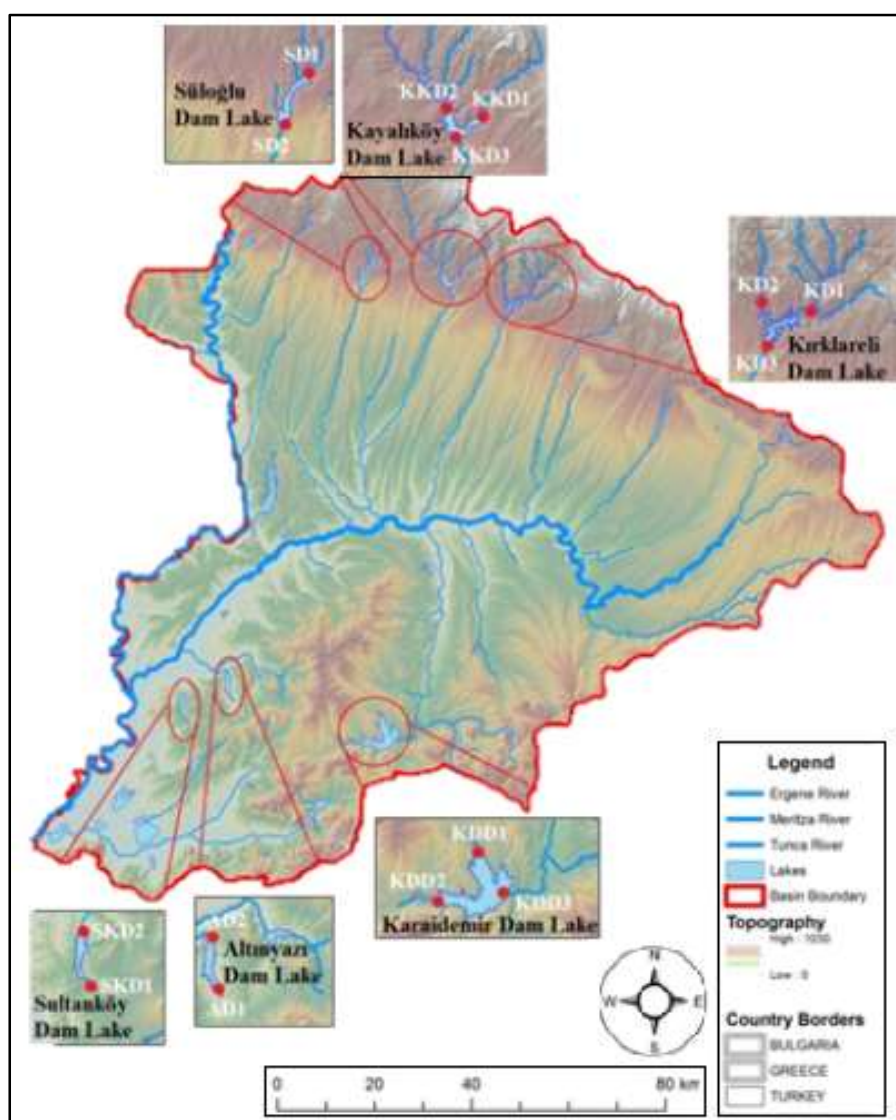 SD1
Süloğlu
Dam Lake
SD2
KKD2
KKD1
Kayalıköy
Dam Lake
KKD3
KD2
KD1
KD3
Kırklareli
Dam Lake
KDD1
KDD2
KDD3
Karaidemir Dam Lake
SKD2
SKD1
Sultanköy
Dam Lake
AD2
Altınyazı
Dam Lake
AD1
N
W
E
S
0
20
40
80 km
Legend
Ergene River
Meritza River
Tunca River
Lakes
Basin Boundary
Topography
High :
Low : 0
Country Borders
BULGARIA
GREECE
TURKEY